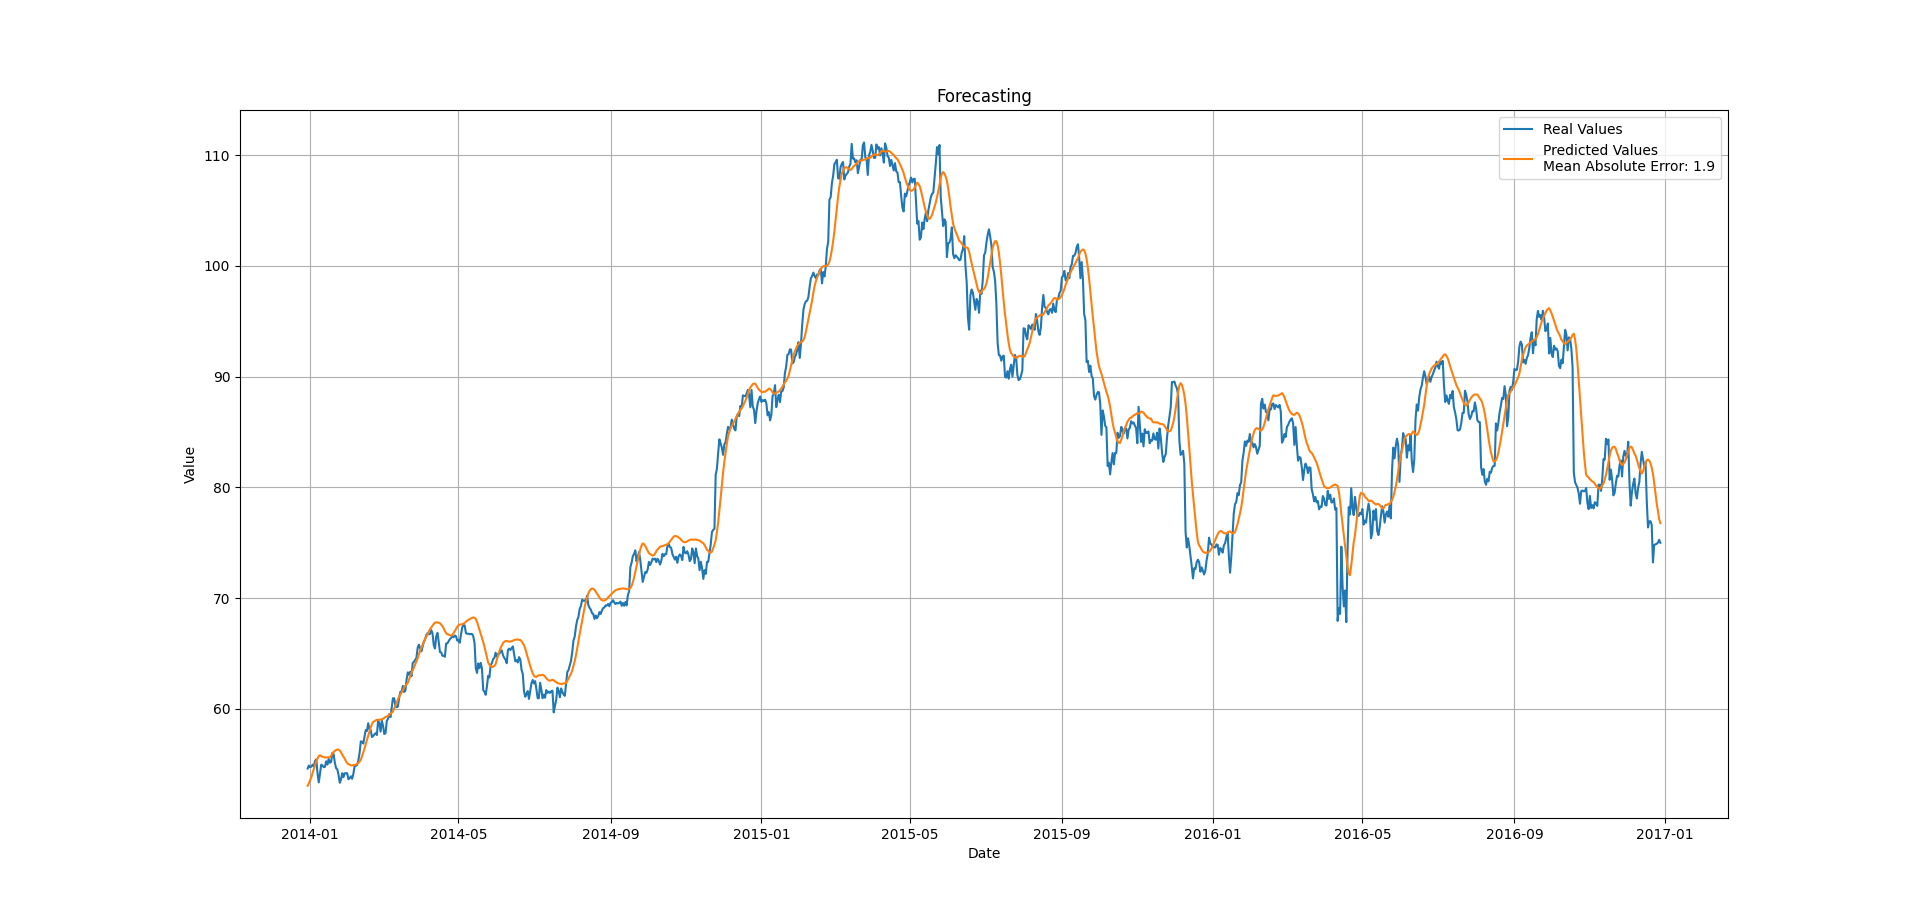 Forecasting
Real Values
Predicted Values
Mean Absolute Error: 1.9
Value
110
100
90
80
70
60
2014-01
2014-05
2014-09
2015-01
2015-05
2015-09
2016-01
2016-05
2016-09
2017-01
Date